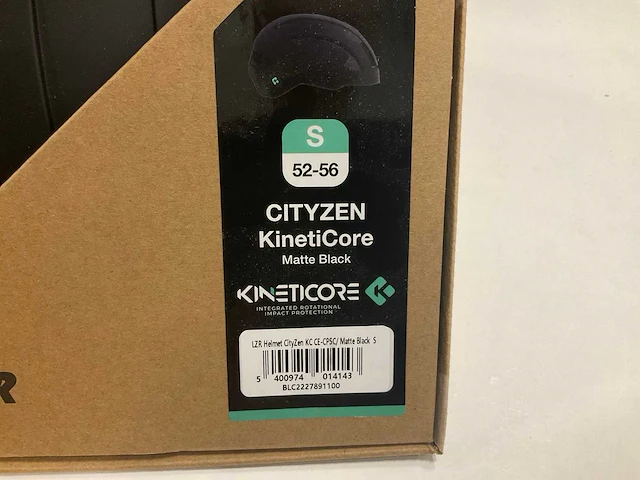 S
52-56
CITYZEN
KinetiCore
Matte Black
KINETICORE
INTEGRATED ROTATIONAL
IMPACT PROTECTION
LZR Helmet CityZen KC CE-CPSC/ Matte Black S
5 400974 014143
BLC2227891100
R